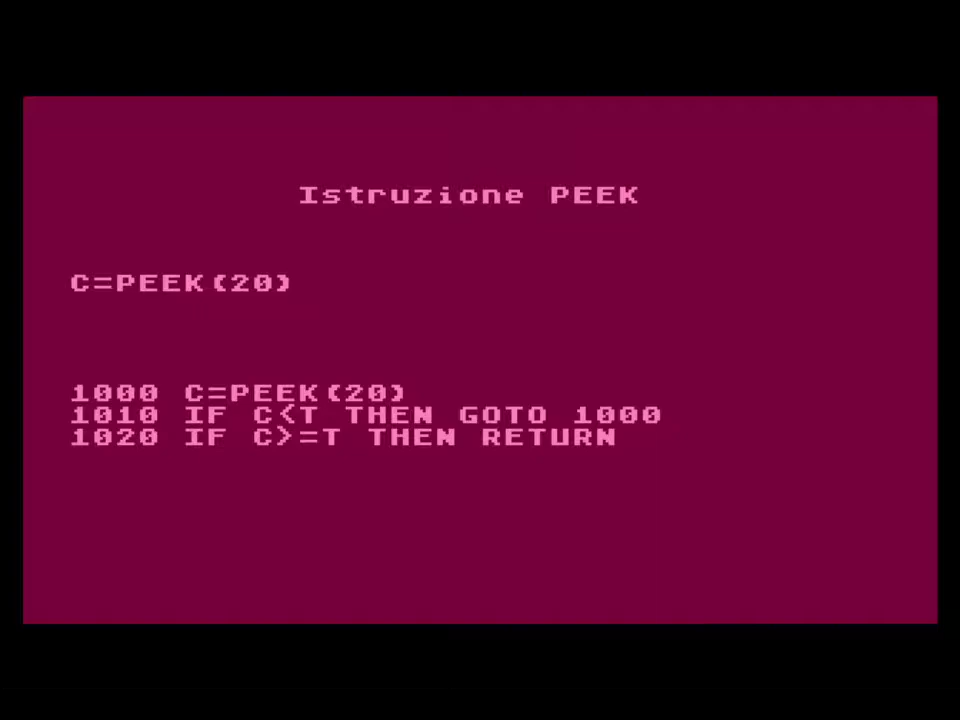 Istruzione PEEK
C=PEEK(20)
1000 C=PEEK(20)
1010 IF C<T THEN GOTO 1000
1020 IF C>=T THEN RETURN